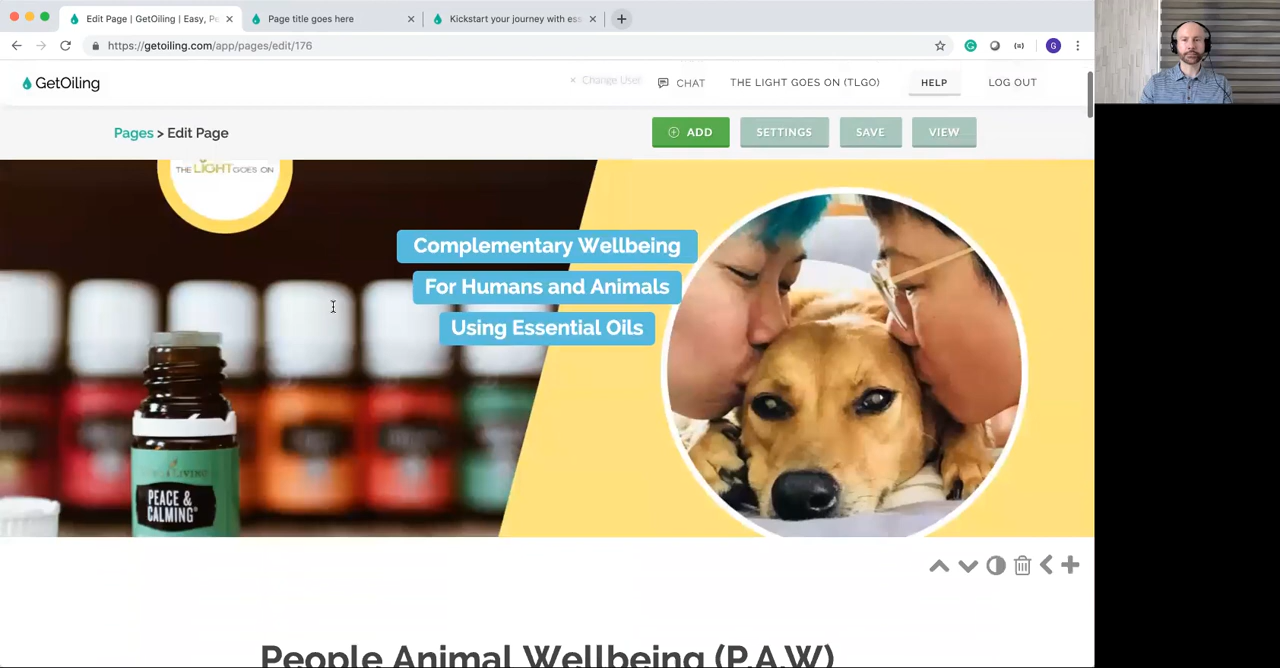 Edit Page | GetOiling | Easy, Pe
Page title goes here
Kickstart your journey with ess
https://getoiling.com/app/pages/edit/176
G
GetOiling
× Change User
CHAT
THE LIGHT GOES ON (TLGO)
HELP
LOG OUT
Pages > Edit Page
ADD
SETTINGS
SAVE
VIEW
THE LIGHT GOES ON
Complementary Wellbeing
For Humans and Animals
Using Essential Oils
PEACE &
CALMING
People Animal Wellbeing (P.A.W)